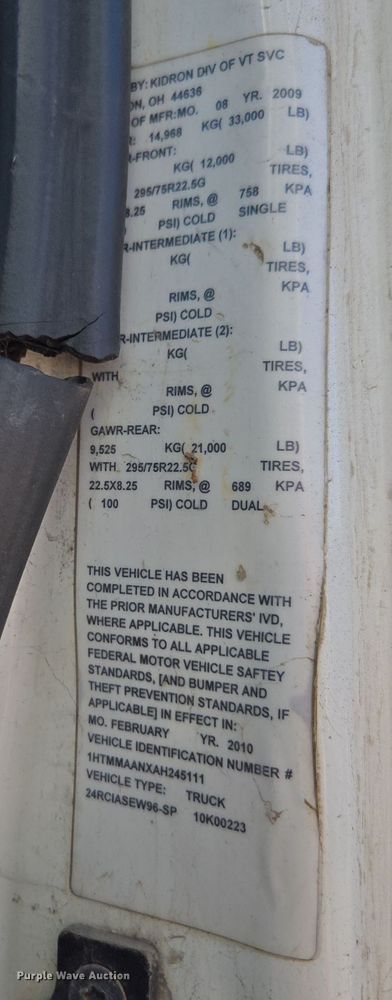 BY: KIDRON DIV OF VT SVC
ON, OH 44636
OF MFR:MO. 08 YR. 2009
R: 14,968 KG( 33,000 LB)
R-FRONT:
KG( 12,000 LB)
295/75R22.5G TIRES,
8.25 RIMS, @ 758 KPA
PSI) COLD SINGLE
R-INTERMEDIATE (1):
KG( LB)
TIRES,
RIMS, @ KPA
PSI) COLD
R-INTERMEDIATE (2):
KG( LB)
WITH TIRES,
RIMS, @ KPA
( PSI) COLD
GAWR-REAR:
9,525 KG( 21,000 LB)
WITH 295/75R22.5G TIRES,
22.5X8.25 RIMS, @ 689 KPA
( 100 PSI) COLD DUAL
THIS VEHICLE HAS BEEN
COMPLETED IN ACCORDANCE WITH
THE PRIOR MANUFACTURERS' IVD,
WHERE APPLICABLE. THIS VEHICLE
CONFORMS TO ALL APPLICABLE
FEDERAL MOTOR VEHICLE SAFTEY
STANDARDS, [AND BUMPER AND
THEFT PREVENTION STANDARDS, IF
APPLICABLE] IN EFFECT IN:
MO. FEBRUARY YR. 2010
VEHICLE IDENTIFICATION NUMBER #
1HTMMAANXAH245111
VEHICLE TYPE: TRUCK
24RCIASEW96-SP 10K00223
Purple Wave Auction